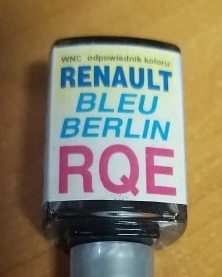 WNC odpowiednik koloru:
RENAULT
BLEU
BERLIN
RQE